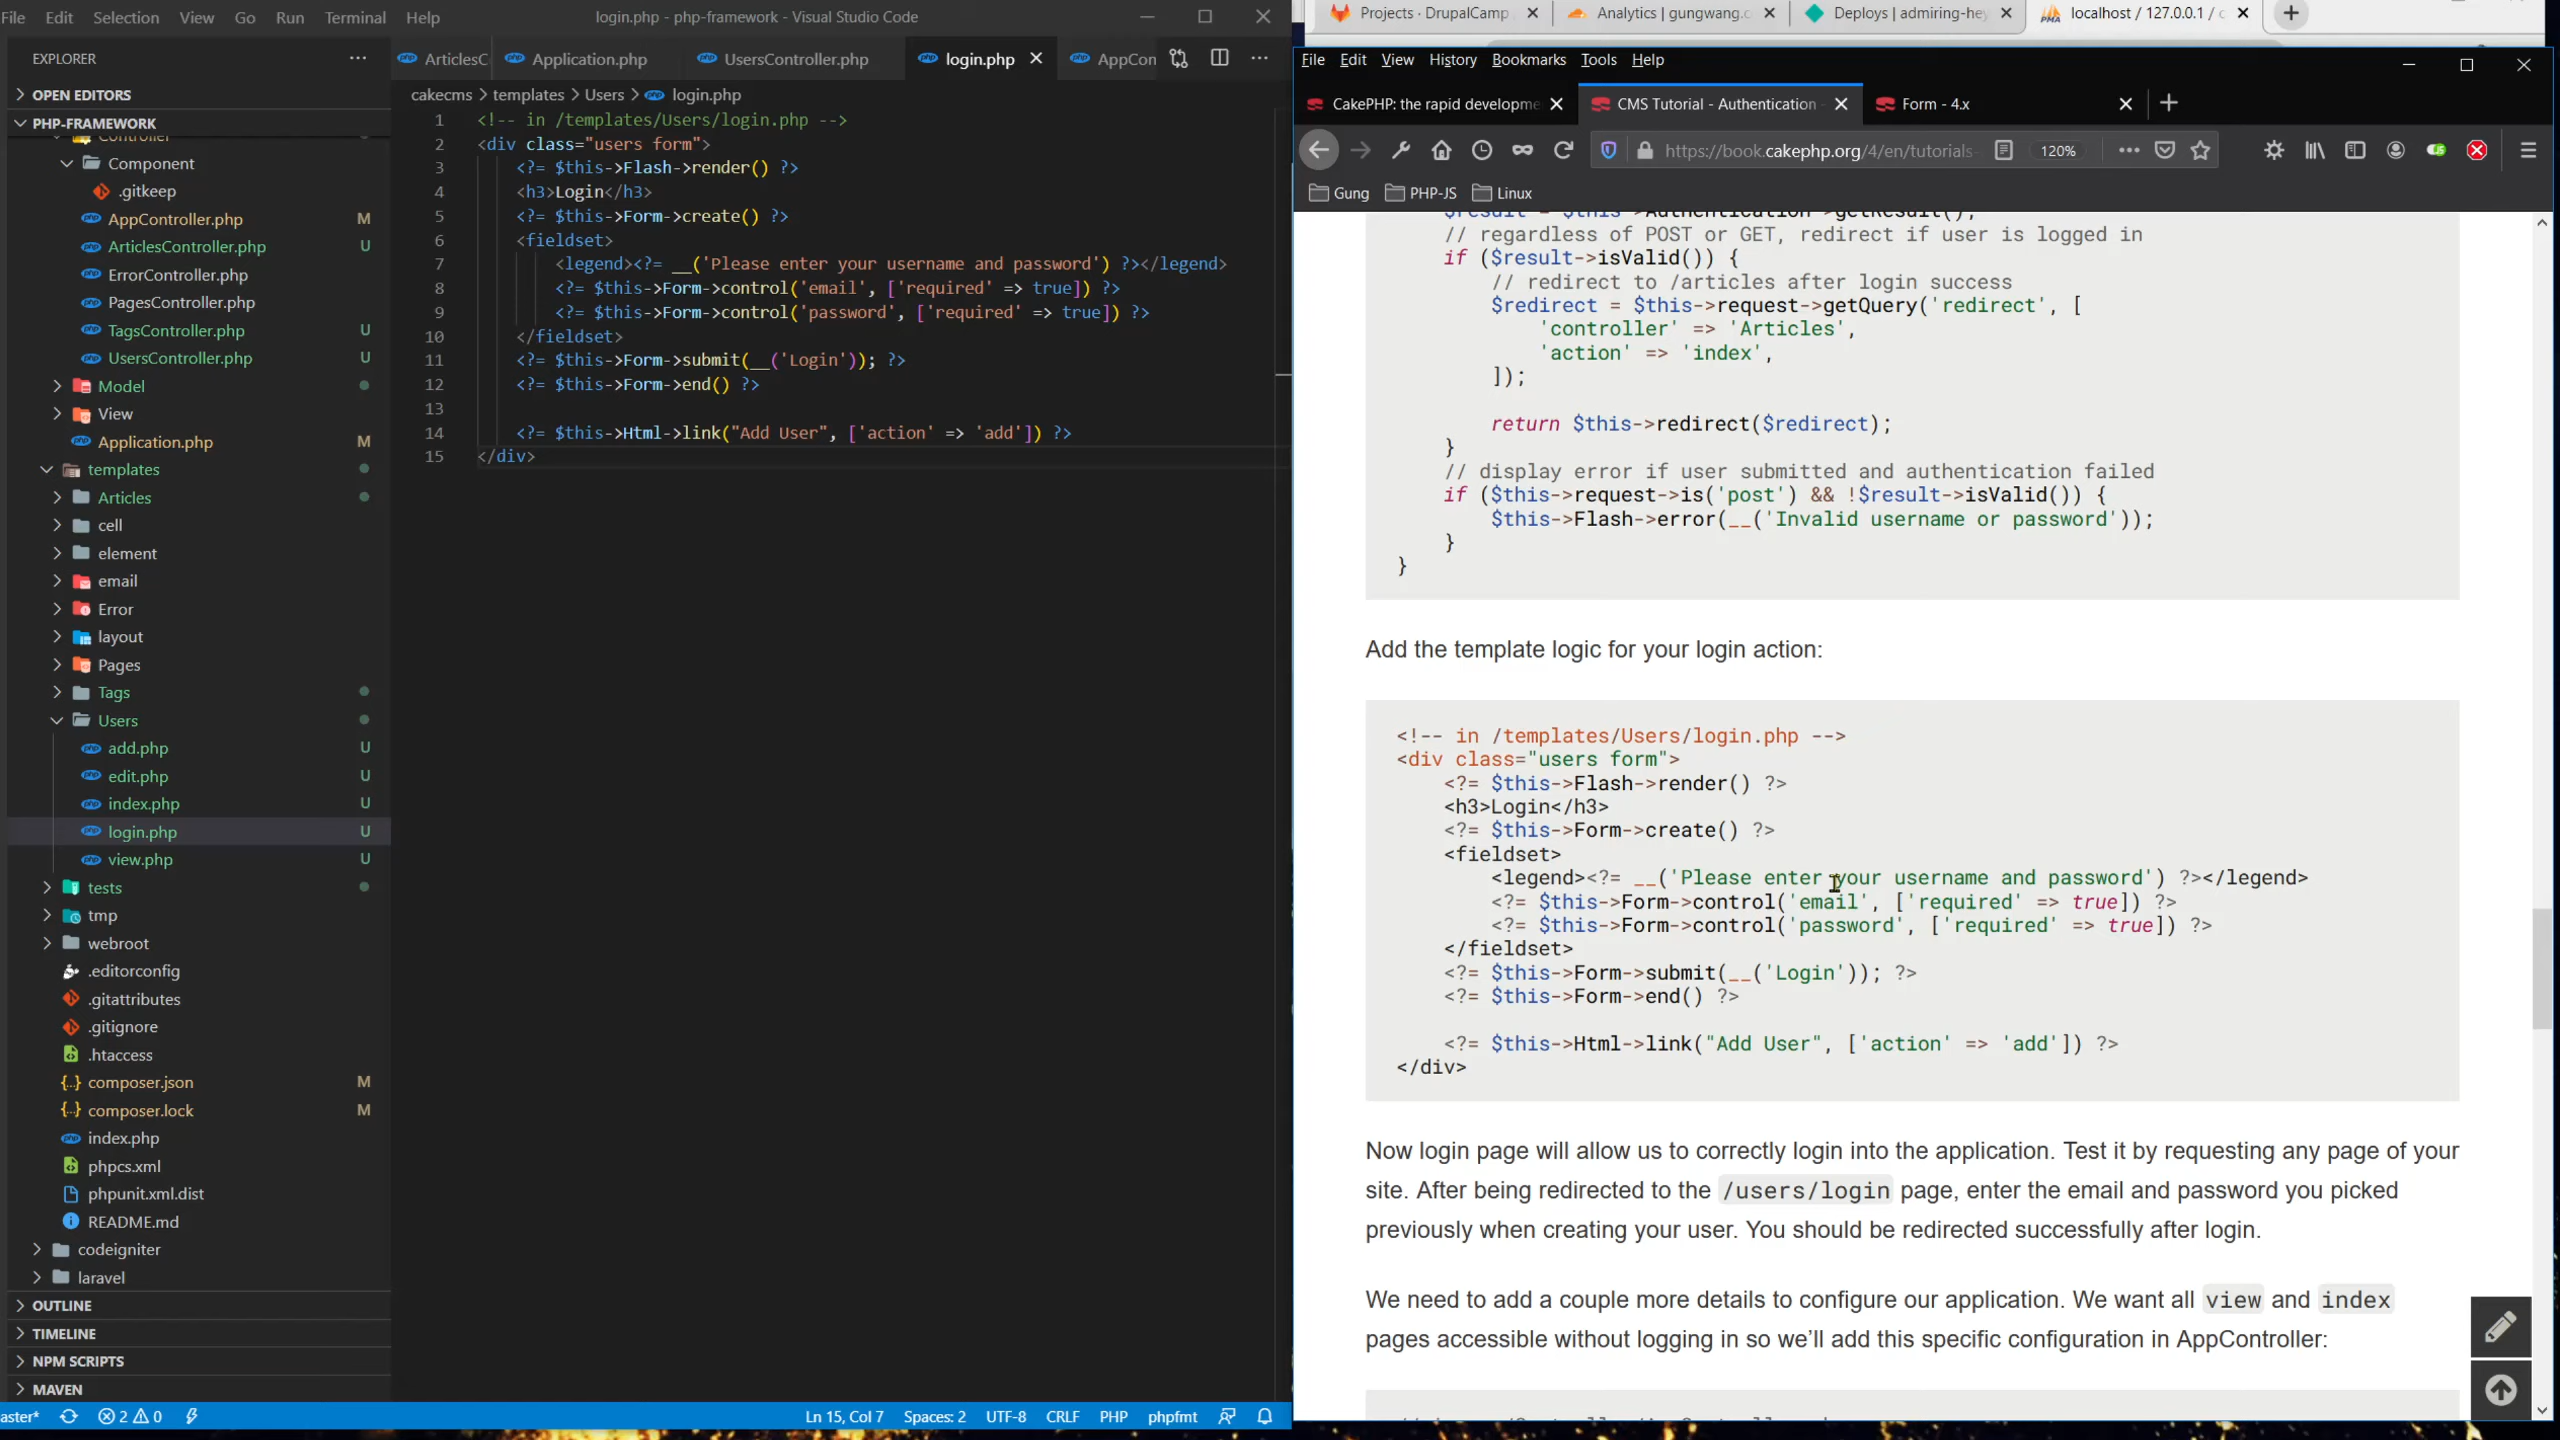 File Edit Selection View Go Run Terminal Help
login.php - php-framework - Visual Studio Code
EXPLORER
OPEN EDITORS
PHP-FRAMEWORK
Controller
Component
.gitkeep
AppController.php M
ArticlesController.php U
ErrorController.php
PagesController.php
TagsController.php U
UsersController.php U
Model
View
Application.php M
templates
Articles
cell
element
email
Error
layout
Pages
Tags
Users
add.php U
edit.php U
index.php U
login.php U
view.php U
tests
tmp
webroot
.editorconfig
.gitattributes
.gitignore
.htaccess
composer.json M
composer.lock M
index.php
phpcs.xml
phpunit.xml.dist
README.md
codeigniter
laravel
OUTLINE
TIMELINE
NPM SCRIPTS
MAVEN
ArticlesC Application.php UsersController.php login.php AppCon
cakecms > templates > Users > login.php
1 <!-- in /templates/Users/login.php -->
2 <div class="users form">
3 <?= $this->Flash->render() ?>
4 <h3>Login</h3>
5 <?= $this->Form->create() ?>
6 <fieldset>
7 <legend><?= __('Please enter your username and password') ?></legend>
8 <?= $this->Form->control('email', ['required' => true]) ?>
9 <?= $this->Form->control('password', ['required' => true]) ?>
10 </fieldset>
11 <?= $this->Form->submit(__('Login')); ?>
12 <?= $this->Form->end() ?>
13
14 <?= $this->Html->link("Add User", ['action' => 'add']) ?>
15 </div>
aster* 2 0 Ln 15, Col 7 Spaces: 2 UTF-8 CRLF PHP phpfmt
Projects · DrupalCamp Analytics | gungwang.c Deploys | admiring-hey localhost / 127.0.0.1 / c
File Edit View History Bookmarks Tools Help
CakePHP: the rapid developme CMS Tutorial - Authentication - Form - 4.x
https://book.cakephp.org/4/en/tutorials- 120%
Gung PHP-JS Linux
$result = $this->Authentication->getResult();
// regardless of POST or GET, redirect if user is logged in
if ($result->isValid()) {
// redirect to /articles after login success
$redirect = $this->request->getQuery('redirect', [
'controller' => 'Articles',
'action' => 'index',
]);
return $this->redirect($redirect);
}
// display error if user submitted and authentication failed
if ($this->request->is('post') && !$result->isValid()) {
$this->Flash->error(__('Invalid username or password'));
}
}
Add the template logic for your login action:
<!-- in /templates/Users/login.php -->
<div class="users form">
<?= $this->Flash->render() ?>
<h3>Login</h3>
<?= $this->Form->create() ?>
<fieldset>
<legend><?= __('Please enter your username and password') ?></legend>
<?= $this->Form->control('email', ['required' => true]) ?>
<?= $this->Form->control('password', ['required' => true]) ?>
</fieldset>
<?= $this->Form->submit(__('Login')); ?>
<?= $this->Form->end() ?>
<?= $this->Html->link("Add User", ['action' => 'add']) ?>
</div>
Now login page will allow us to correctly login into the application. Test it by requesting any page of your
site. After being redirected to the /users/login page, enter the email and password you picked
previously when creating your user. You should be redirected successfully after login.
We need to add a couple more details to configure our application. We want all view and index
pages accessible without logging in so we'll add this specific configuration in AppController: